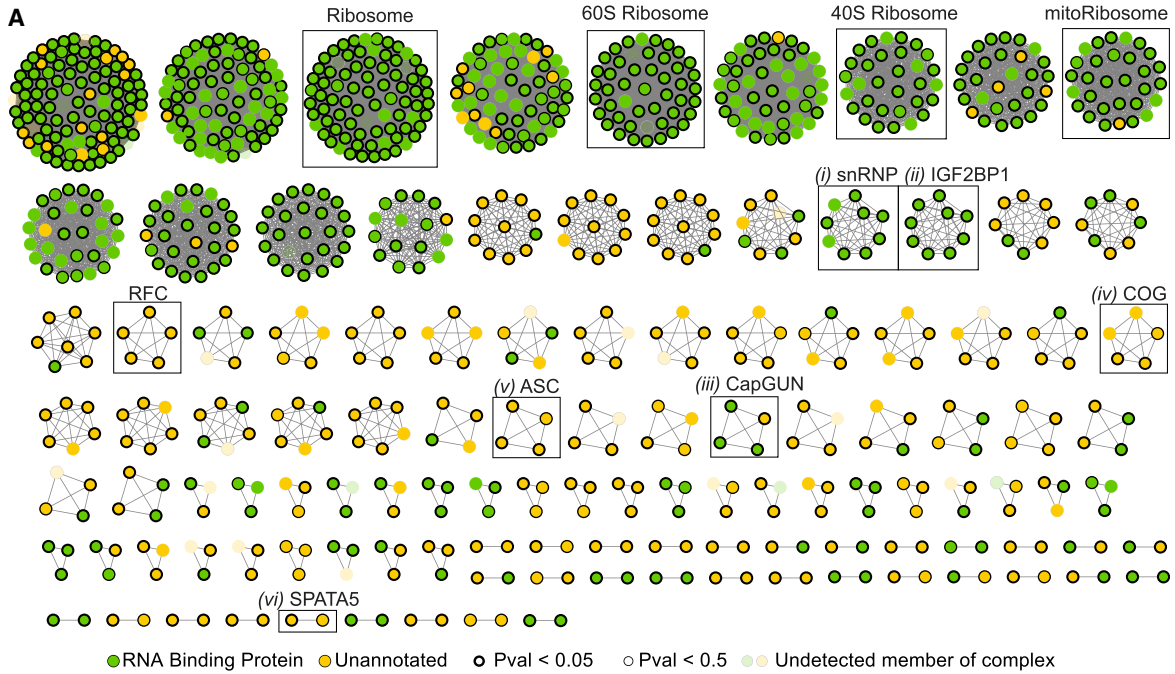 A
Ribosome
60S Ribosome
40S Ribosome
mitoRibosome
(i) snRNP
(ii) IGF2BP1
RFC
(iv) COG
(v) ASC
(iii) CapGUN
(vi) SPATA5
RNA Binding Protein
Unannotated
Pval < 0.05
Pval < 0.5
Undetected member of complex